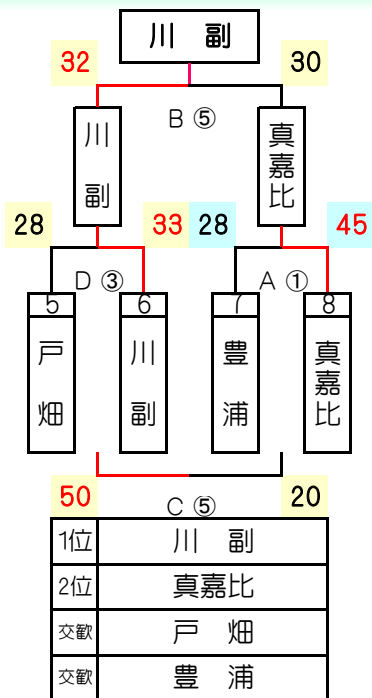 川 副
32 30
B ⑤
川副 真嘉比
28 33 28 45
D ③ A ①
5 6 7 8
戸畑 川副 豊浦 真嘉比
50 20
C ⑤
1位 川 副
2位 真嘉比
交歓 戸 畑
交歓 豊 浦